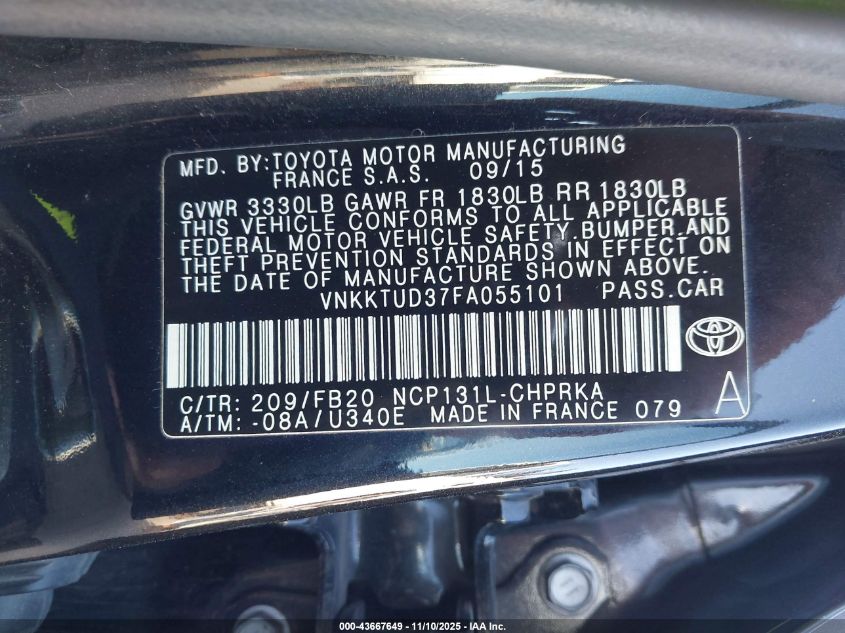 MFD. BY:TOYOTA MOTOR MANUFACTURING
FRANCE S.A.S. 09/15
GVWR 3330LB GAWR FR 1830LB RR 1830LB
THIS VEHICLE CONFORMS TO ALL APPLICABLE
FEDERAL MOTOR VEHICLE SAFETY,BUMPER,AND
THEFT PREVENTION STANDARDS IN EFFECT ON
THE DATE OF MANUFACTURE SHOWN ABOVE.
VNKKTUD37FA055101 PASS.CAR
C/TR: 209/FB20 NCP131L-CHPRKA
A/TM: -08A/U340E MADE IN FRANCE 079
A
000-43667649 - 11/10/2025 - IAA Inc.